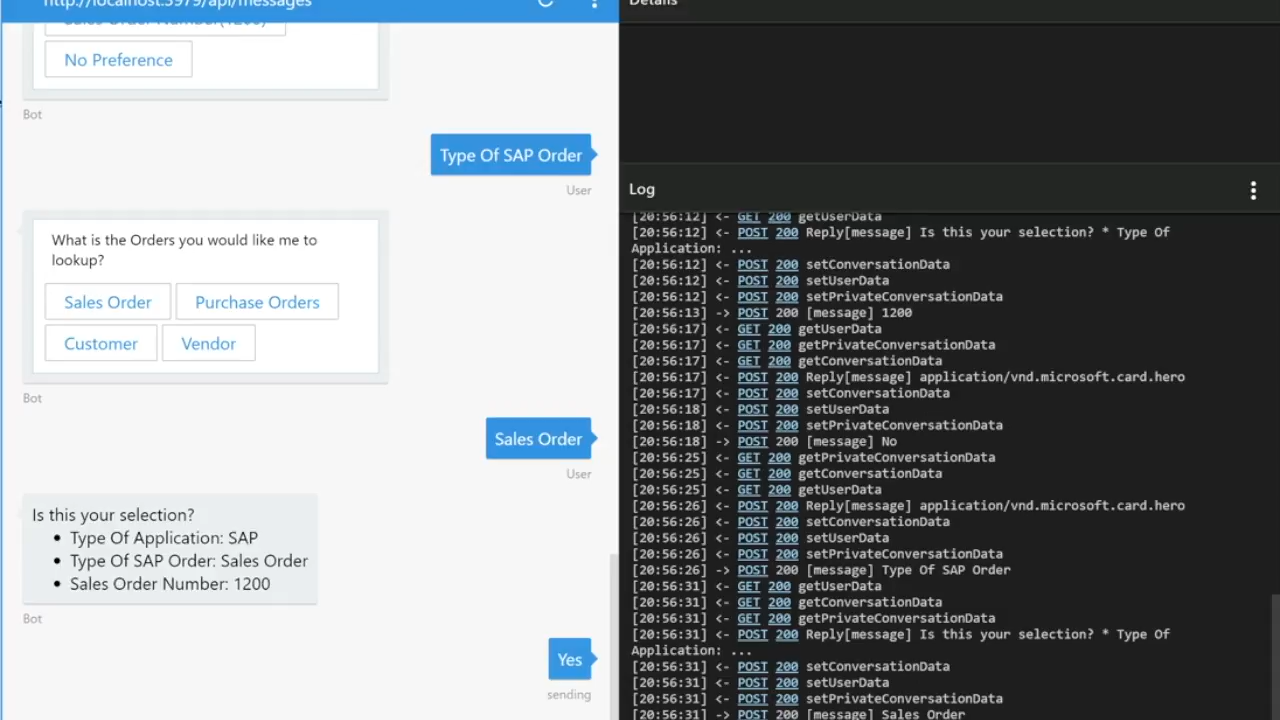 http://localhost:3979/api/messages
Sales Order Number(1200)
No Preference
Bot
Type Of SAP Order
User
What is the Orders you would like me to
lookup?
Sales Order
Purchase Orders
Customer
Vendor
Bot
Sales Order
User
Is this your selection?
• Type Of Application: SAP
• Type Of SAP Order: Sales Order
• Sales Order Number: 1200
Bot
Yes
sending
Details
Log
[20:56:12] <- GET 200 getUserData
[20:56:12] <- POST 200 Reply[message] Is this your selection? * Type Of
Application: ...
[20:56:12] <- POST 200 setConversationData
[20:56:12] <- POST 200 setUserData
[20:56:12] <- POST 200 setPrivateConversationData
[20:56:13] -> POST 200 [message] 1200
[20:56:17] <- GET 200 getUserData
[20:56:17] <- GET 200 getPrivateConversationData
[20:56:17] <- GET 200 getConversationData
[20:56:17] <- POST 200 Reply[message] application/vnd.microsoft.card.hero
[20:56:17] <- POST 200 setConversationData
[20:56:18] <- POST 200 setUserData
[20:56:18] <- POST 200 setPrivateConversationData
[20:56:18] -> POST 200 [message] No
[20:56:25] <- GET 200 getPrivateConversationData
[20:56:25] <- GET 200 getConversationData
[20:56:25] <- GET 200 getUserData
[20:56:26] <- POST 200 Reply[message] application/vnd.microsoft.card.hero
[20:56:26] <- POST 200 setConversationData
[20:56:26] <- POST 200 setUserData
[20:56:26] <- POST 200 setPrivateConversationData
[20:56:26] -> POST 200 [message] Type Of SAP Order
[20:56:31] <- GET 200 getUserData
[20:56:31] <- GET 200 getConversationData
[20:56:31] <- GET 200 getPrivateConversationData
[20:56:31] <- POST 200 Reply[message] Is this your selection? * Type Of
Application: ...
[20:56:31] <- POST 200 setConversationData
[20:56:31] <- POST 200 setUserData
[20:56:31] <- POST 200 setPrivateConversationData
[20:56:31] -> POST 200 [message] Sales Order